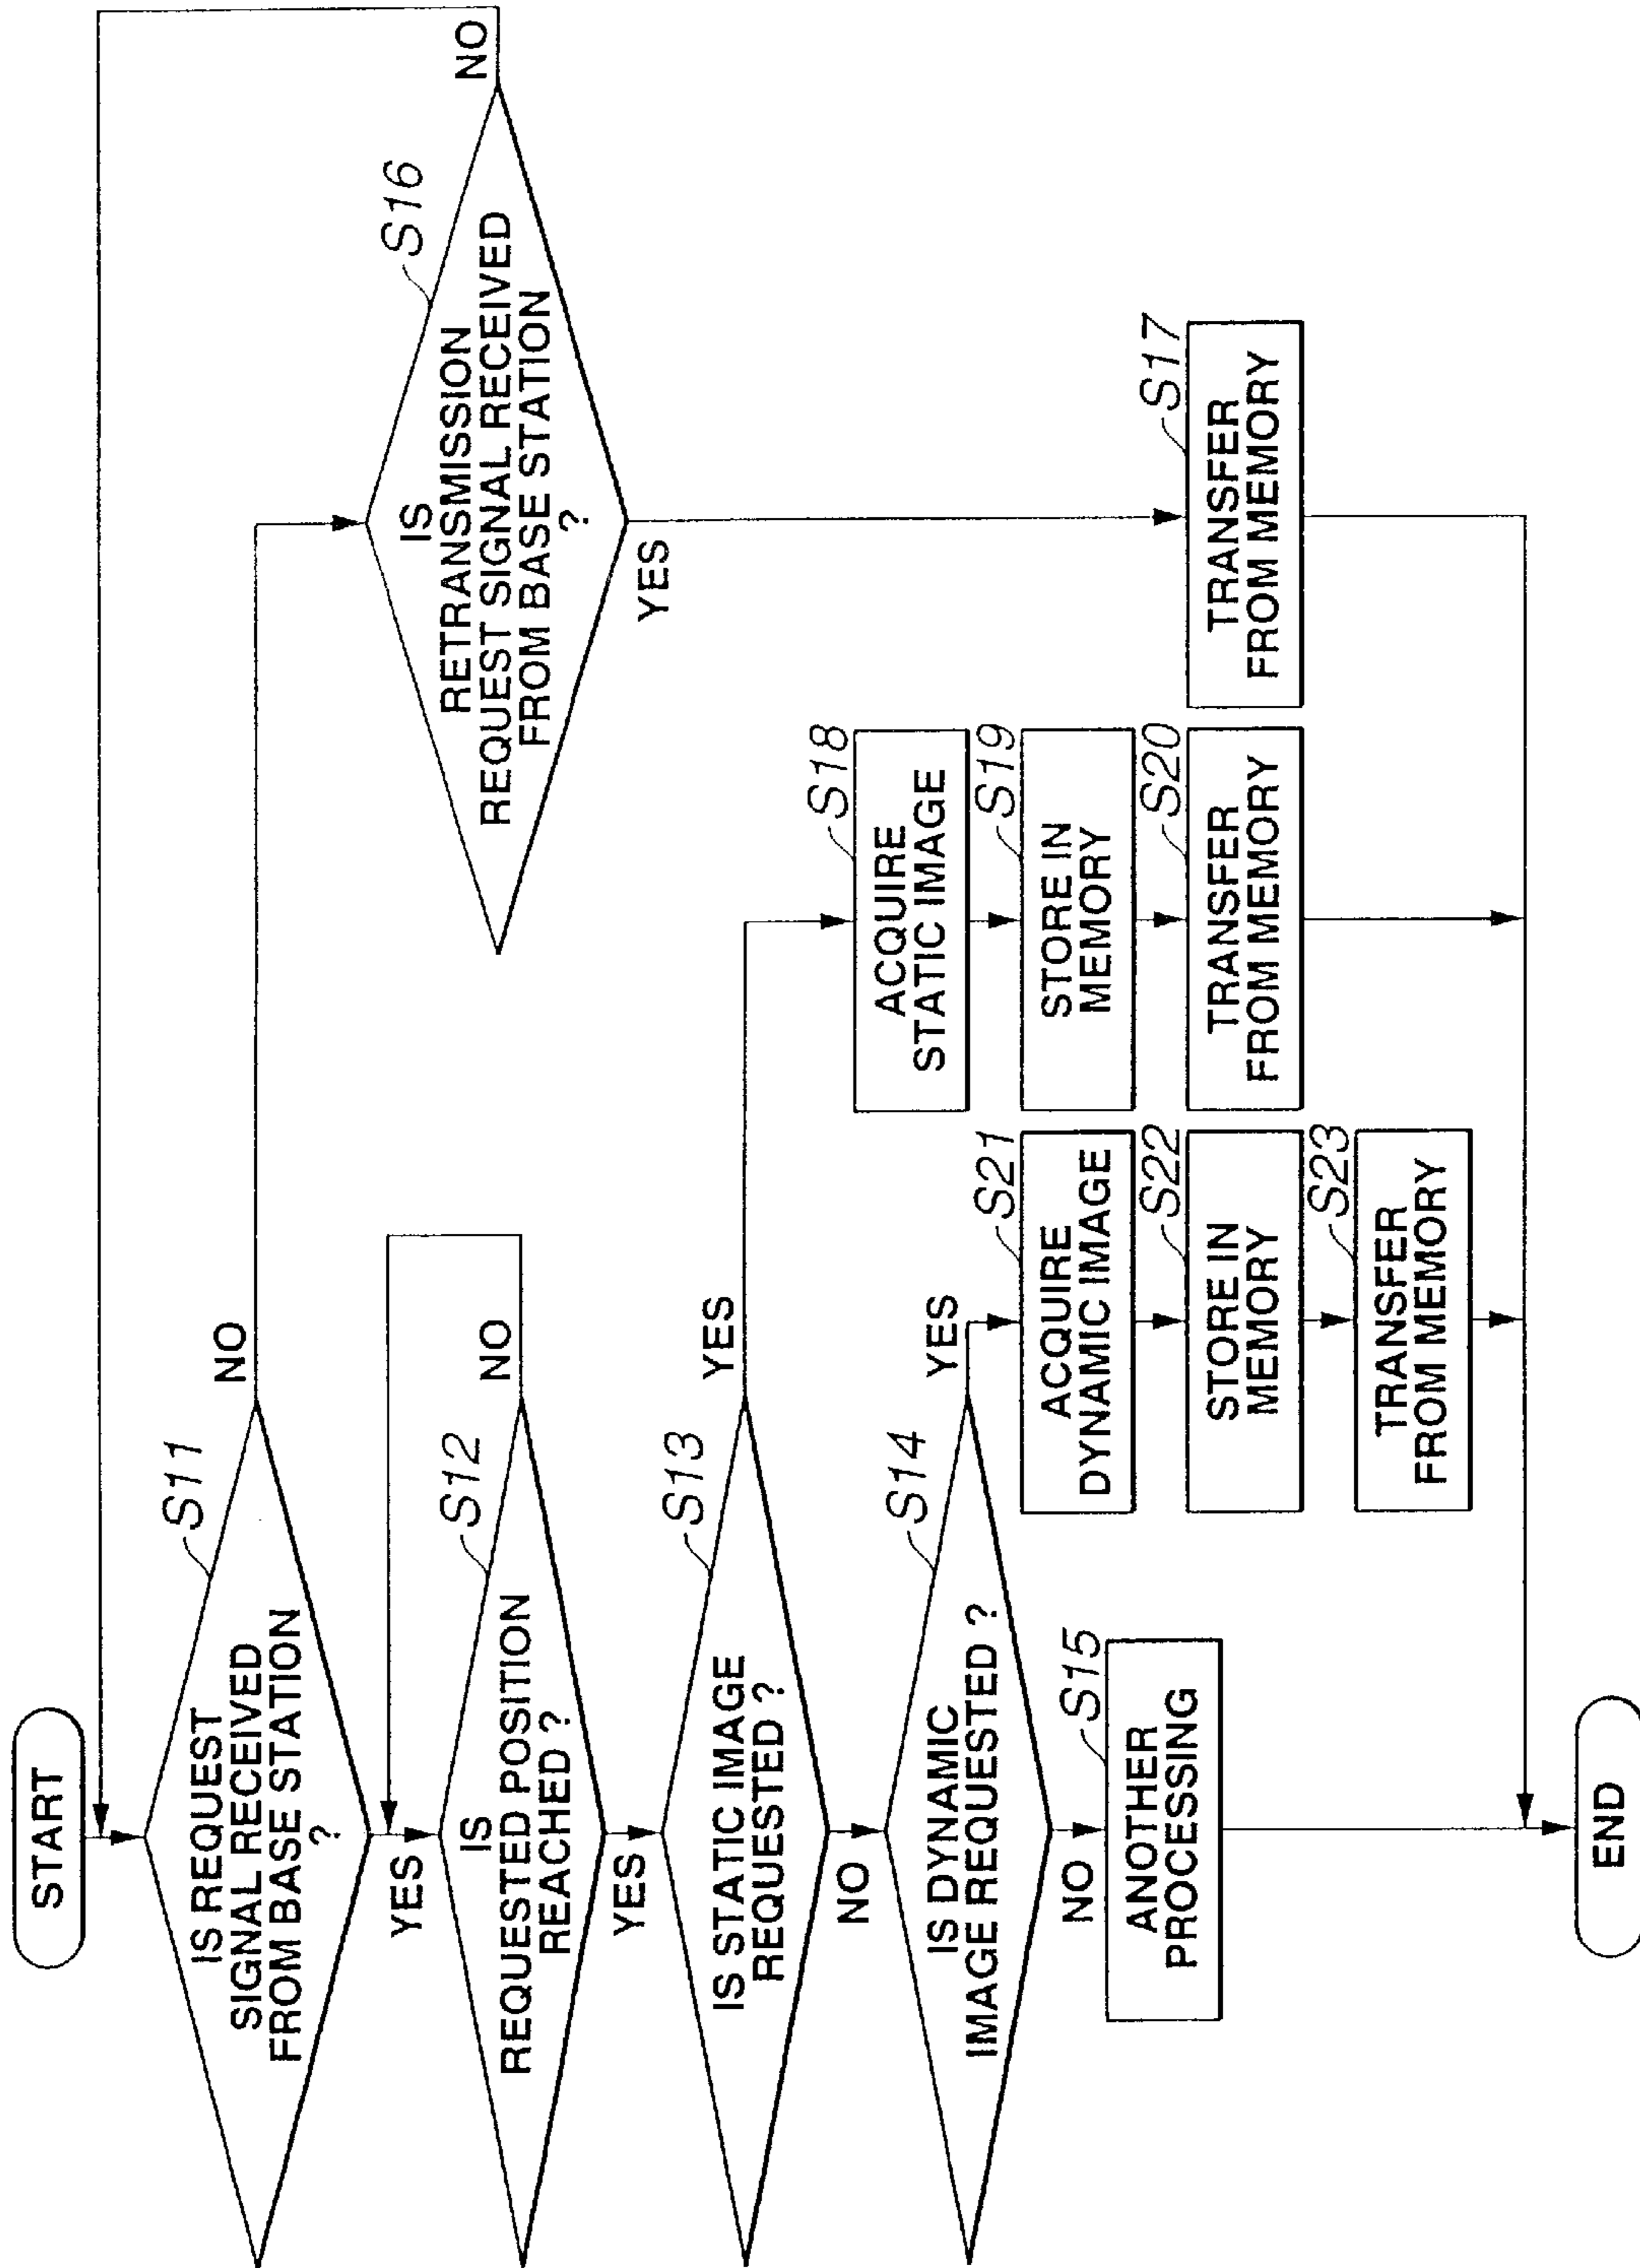 START
S11
IS REQUEST
SIGNAL RECEIVED
FROM BASE STATION
?
NO
YES
S12
IS
REQUESTED POSITION
REACHED ?
NO
YES
S13
IS STATIC IMAGE
REQUESTED ?
YES
NO
S14
IS DYNAMIC
IMAGE REQUESTED ?
YES
NO
S15
ANOTHER
PROCESSING
S21
ACQUIRE
DYNAMIC IMAGE
S22
STORE IN
MEMORY
S23
TRANSFER
FROM MEMORY
S18
ACQUIRE
STATIC IMAGE
S19
STORE IN
MEMORY
S20
TRANSFER
FROM MEMORY
S16
IS
RETRANSMISSION
REQUEST SIGNAL RECEIVED
FROM BASE STATION
?
NO
YES
S17
TRANSFER
FROM MEMORY
END